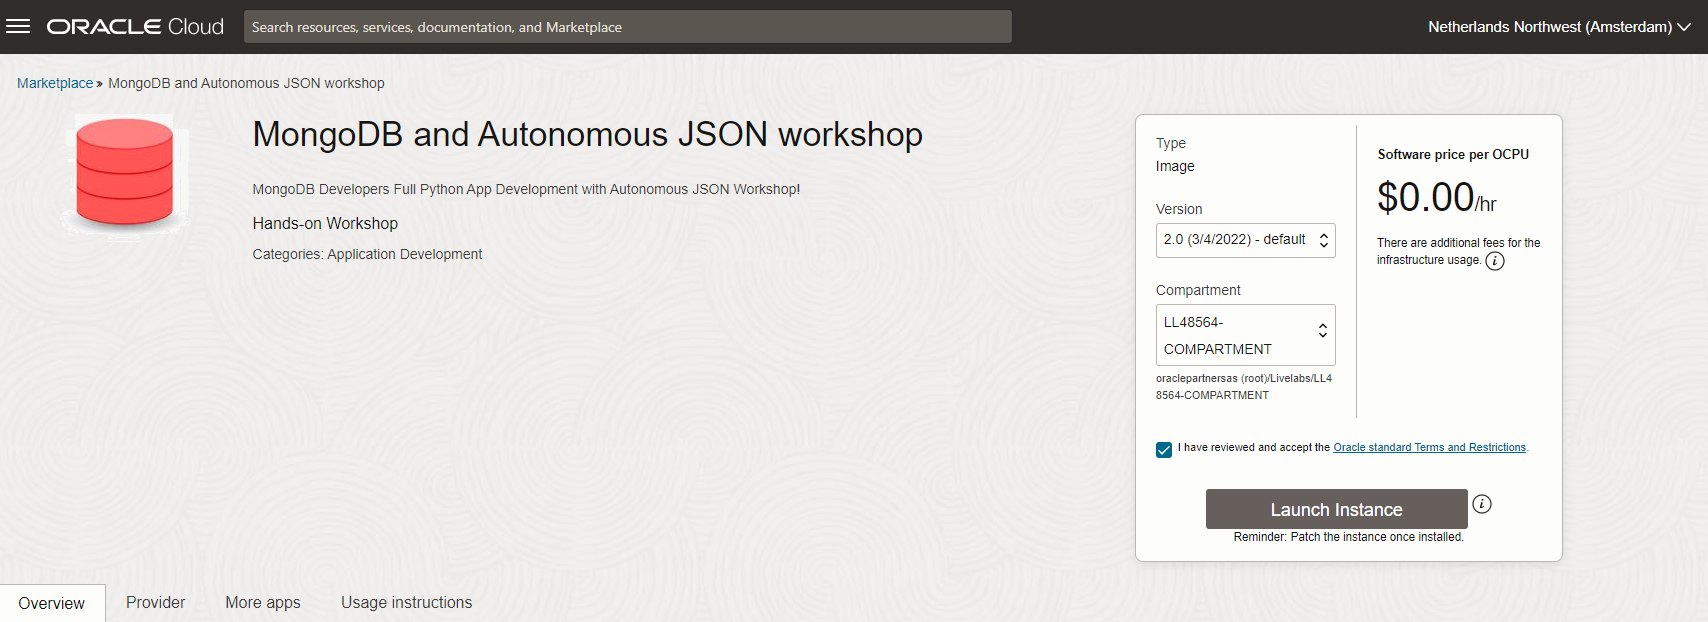 ORACLE Cloud
Search resources, services, documentation, and Marketplace
Netherlands Northwest (Amsterdam)
Marketplace » MongoDB and Autonomous JSON workshop
MongoDB and Autonomous JSON workshop
MongoDB Developers Full Python App Development with Autonomous JSON Workshop!
Hands-on Workshop
Categories: Application Development
Type
Image
Version
2.0 (3/4/2022) - default
Compartment
LL48564-
COMPARTMENT
oraclepartnersas (root)/Livelabs/LL4
8564-COMPARTMENT
Software price per OCPU
$0.00/hr
There are additional fees for the
infrastructure usage. i
I have reviewed and accept the Oracle standard Terms and Restrictions.
Launch Instance i
Reminder: Patch the instance once installed.
Overview
Provider
More apps
Usage instructions